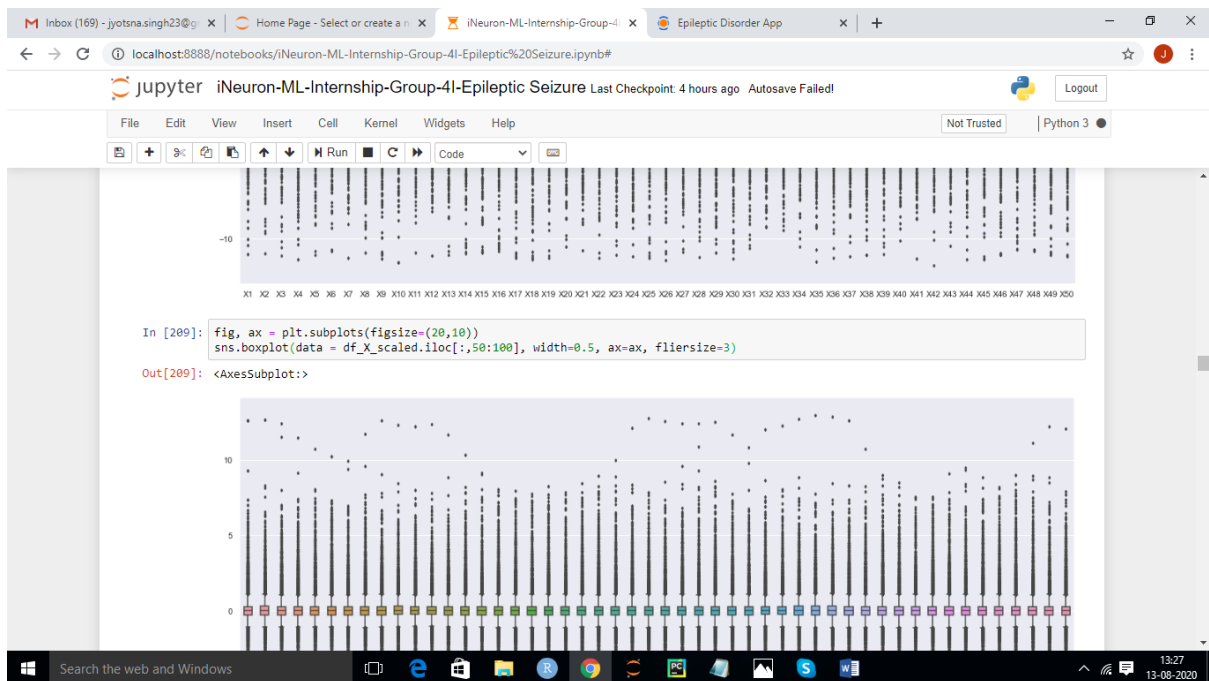 Inbox (169) - jyotsna.singh23@gr
Home Page - Select or create a n
iNeuron-ML-Internship-Group-4I
Epileptic Disorder App
localhost:8888/notebooks/iNeuron-ML-Internship-Group-4I-Epileptic%20Seizure.ipynb#
J
jupyter iNeuron-ML-Internship-Group-4I-Epileptic Seizure Last Checkpoint: 4 hours ago Autosave Failed!
Logout
File Edit View Insert Cell Kernel Widgets Help
Not Trusted
Python 3
Run
Code
−10
X1 X2 X3 X4 X5 X6 X7 X8 X9 X10 X11 X12 X13 X14 X15 X16 X17 X18 X19 X20 X21 X22 X23 X24 X25 X26 X27 X28 X29 X30 X31 X32 X33 X34 X35 X36 X37 X38 X39 X40 X41 X42 X43 X44 X45 X46 X47 X48 X49 X50
In [209]: fig, ax = plt.subplots(figsize=(20,10))
sns.boxplot(data = df_X_scaled.iloc[:,50:100], width=0.5, ax=ax, fliersize=3)
Out[209]: <AxesSubplot:>
10
5
0
Search the web and Windows
R
PC
S
13:27
13-08-2020